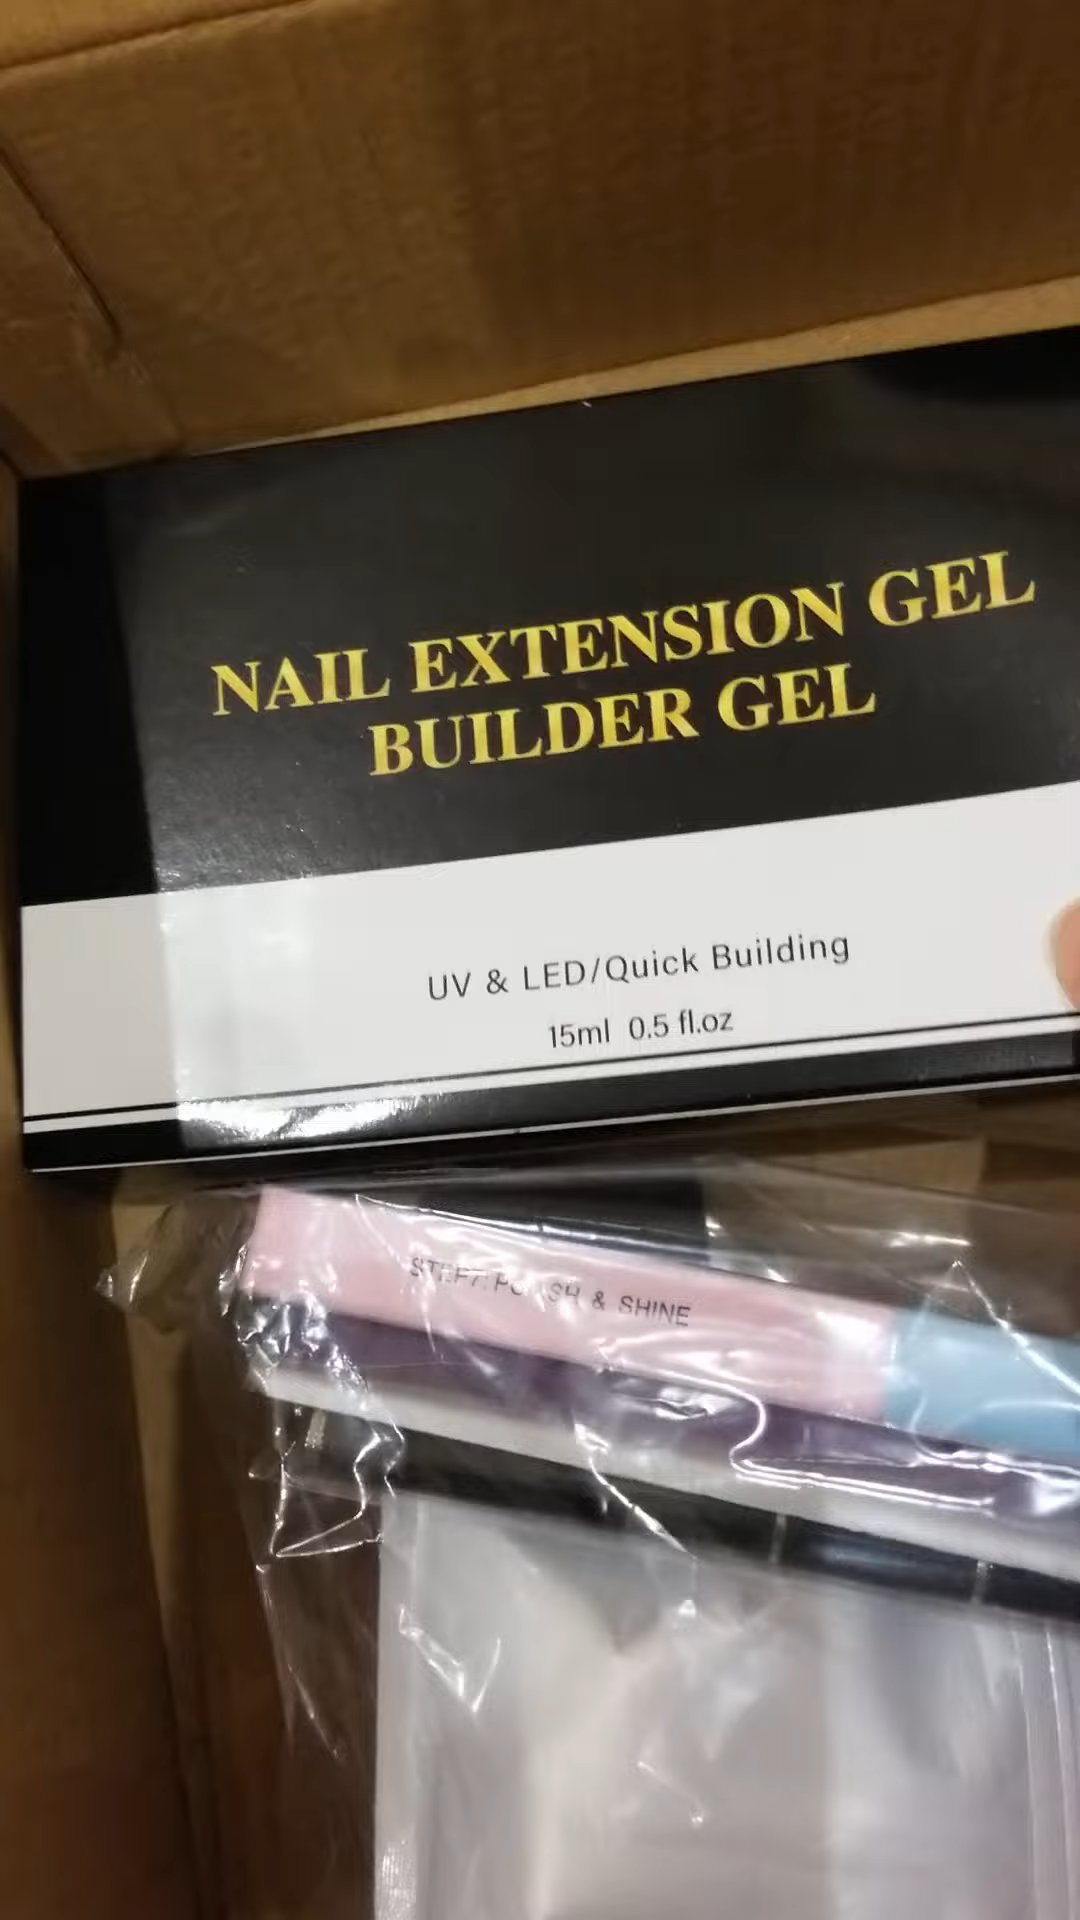 NAIL EXTENSION GEL
BUILDER GEL
UV & LED/Quick Building
15ml 0.5 fl.oz
& SHINE